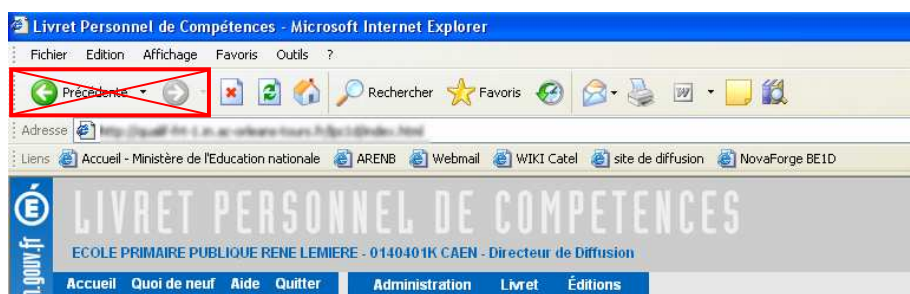 Livret Personnel de Compétences - Microsoft Internet Explorer
Fichier Edition Affichage Favoris Outils ?
Précédente Rechercher Favoris W
Adresse
Liens Accueil - Ministère de l'Education nationale ARENB Webmail WIKI Catel site de diffusion NovaForge BE1D
LIVRET PERSONNEL DE COMPETENCES
ECOLE PRIMAIRE PUBLIQUE RENE LEMIERE - 0140401K CAEN - Directeur de Diffusion
Accueil Quoi de neuf Aide Quitter Administration Livret Éditions
é
n.gouv.fr